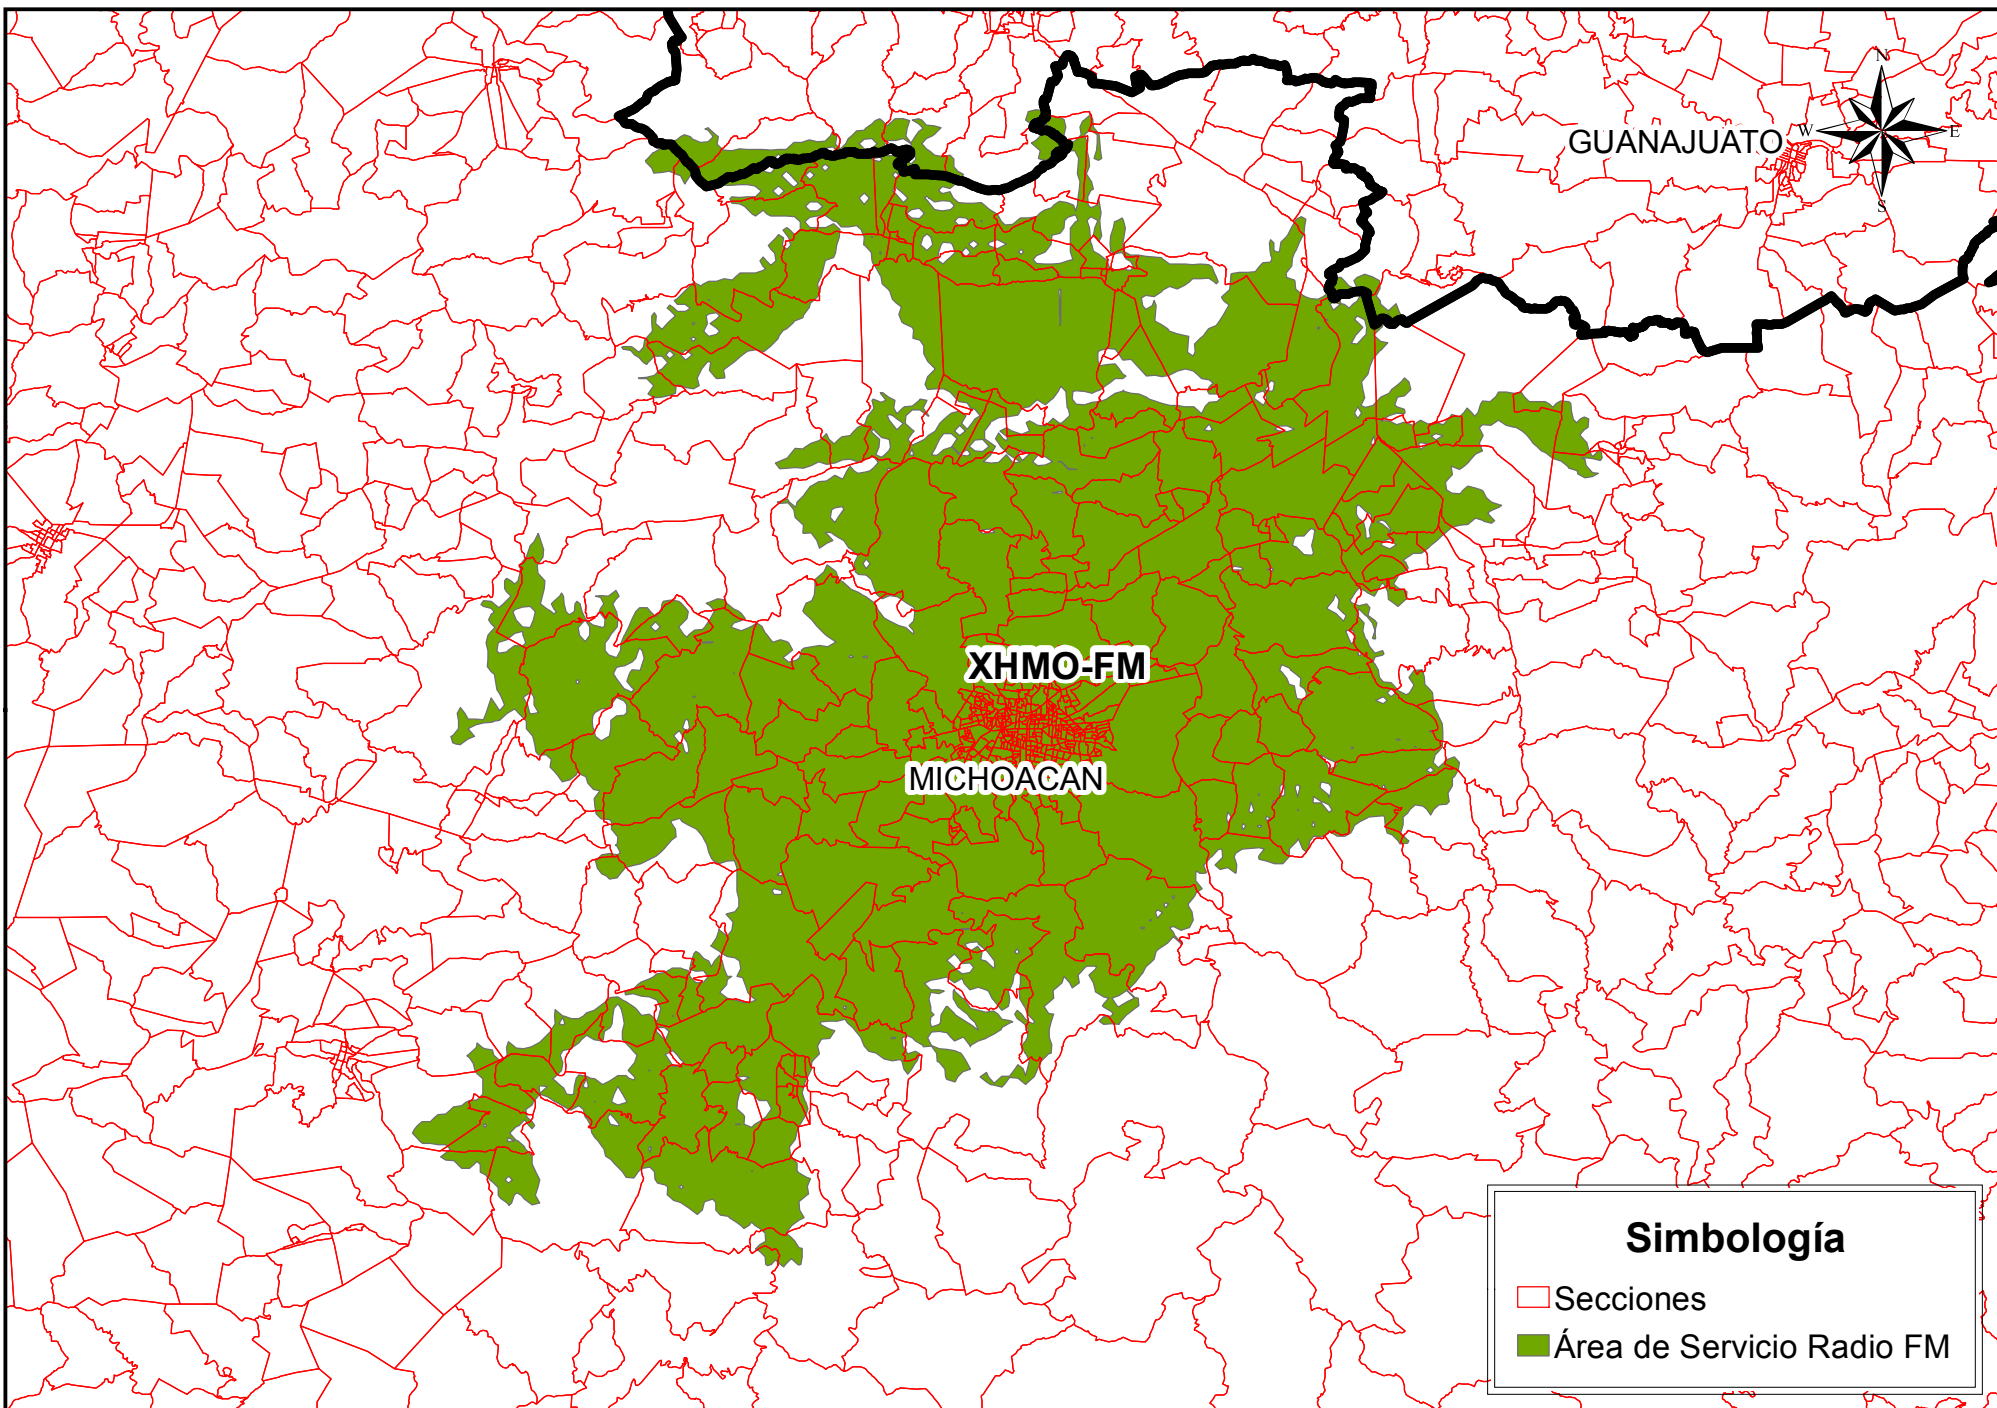 N
GUANAJUATO
W
E
S
XHMO-FM
MICHOACAN
Simbología
Secciones
Área de Servicio Radio FM